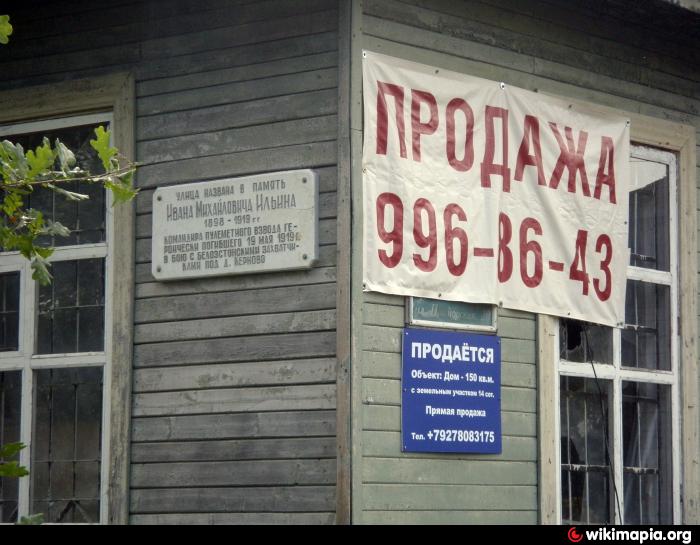 УЛИЦА НАЗВАНА В ПАМЯТЬ
ИВАНА МИХАЙЛОВИЧА ИЛЬИНА
1898 - 1919 гг
КОМАНДИРА ПУЛЕМЕТНОГО ВЗВОДА ГЕ-
РОИЧЕСКИ ПОГИБШЕГО 19 МАЯ 1919г.
В БОЮ С БЕЛОЭСТОНСКИМИ ЗАХВАТЧИ-
КАМИ ПОД Д. КЕРНОВО
ПРОДАЖА
996-86-43
ПРОДАЁТСЯ
Объект: Дом - 150 кв.м.
с земельным участком 14 сот.
Прямая продажа
Тел. +79278083175
wikimapia.org